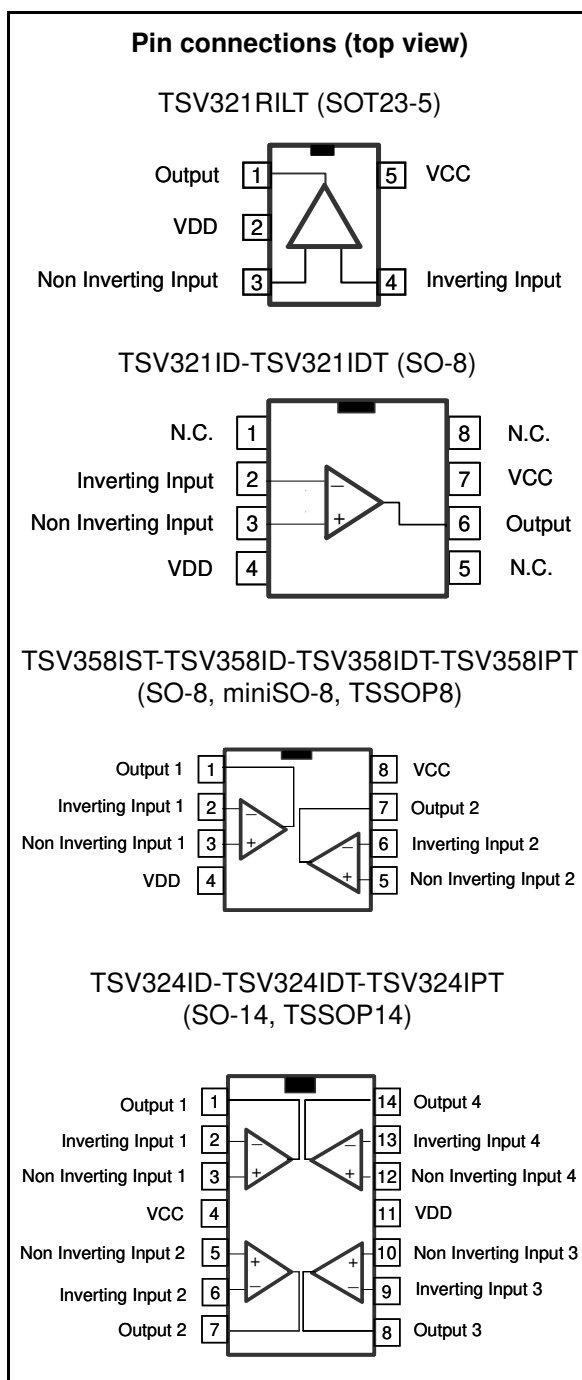 Pin connections (top view)
TSV321RILT (SOT23-5)
Output 1 5 VCC
VDD 2
Non Inverting Input 3 4 Inverting Input
TSV321ID-TSV321IDT (SO-8)
N.C. 1 8 N.C.
Inverting Input 2 7 VCC
Non Inverting Input 3 6 Output
VDD 4 5 N.C.
TSV358IST-TSV358ID-TSV358IDT-TSV358IPT
(SO-8, miniSO-8, TSSOP8)
Output 1 1 8 VCC
Inverting Input 1 2 7 Output 2
Non Inverting Input 1 3 6 Inverting Input 2
VDD 4 5 Non Inverting Input 2
TSV324ID-TSV324IDT-TSV324IPT
(SO-14, TSSOP14)
Output 1 1 14 Output 4
Inverting Input 1 2 13 Inverting Input 4
Non Inverting Input 1 3 12 Non Inverting Input 4
VCC 4 11 VDD
Non Inverting Input 2 5 10 Non Inverting Input 3
Inverting Input 2 6 9 Inverting Input 3
Output 2 7 8 Output 3